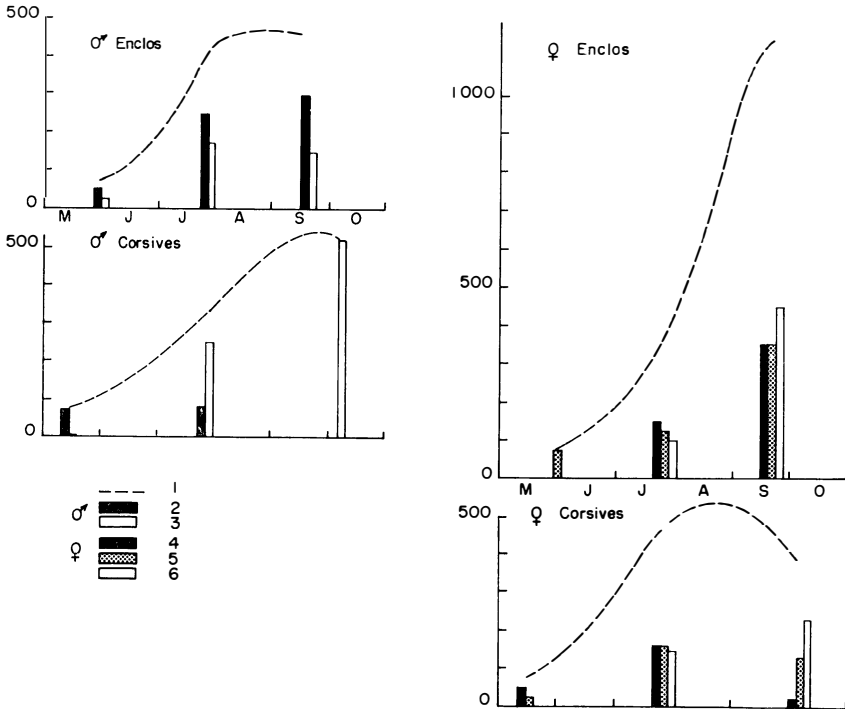 500
♂ Enclos
0
M J J A S O
500
♂ Corsives
0
1
♂ 2
3
♀ 4
5
6
♀ Enclos
1000
500
0
M J J A S O
500
♀ Corsives
0